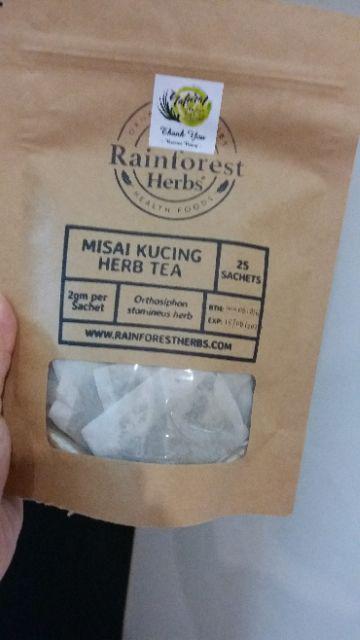 Natural
Thank You
Rainforest
Herbs
HEALTH FOODS
MISAI KUCING
HERB TEA
25
SACHETS
2gm per
Sachet
Orthosiphon
stamineus herb
BTH:
EXP:
WWW.RAINFORESTHERBS.COM